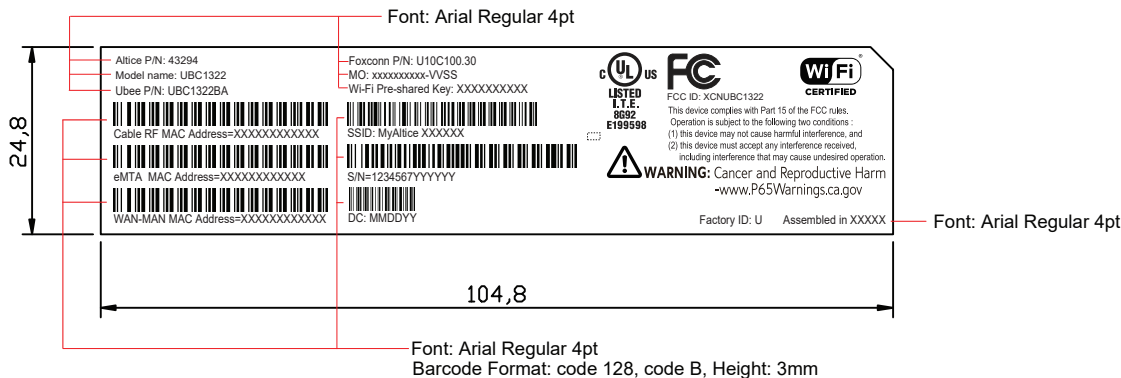 Font: Arial Regular 4pt
Altice P/N: 43294
Model name: UBC1322
Ubee P/N: UBC1322BA
Foxconn P/N: U10C100.30
MO: xxxxxxxxxx-VVSS
Wi-Fi Pre-shared Key: XXXXXXXXXX
Cable RF MAC Address=XXXXXXXXXXXX
eMTA MAC Address=XXXXXXXXXXXX
WAN-MAN MAC Address=XXXXXXXXXXXX
SSID: MyAltice XXXXXX
S/N=1234567YYYYYY
DC: MMDDYY
C UL US
®
LISTED
I.T.E.
8G92
E199598
FC
FCC ID: XCNUBC1322
Wi Fi
®
CERTIFIED
This device complies with Part 15 of the FCC rules.
Operation is subject to the following two conditions :
(1) this device may not cause harmful interference, and
(2) this device must accept any interference received,
including interference that may cause undesired operation.
WARNING: Cancer and Reproductive Harm
-www.P65Warnings.ca.gov
Factory ID: U Assembled in XXXXX
Font: Arial Regular 4pt
24,8
104,8
Font: Arial Regular 4pt
Barcode Format: code 128, code B, Height: 3mm